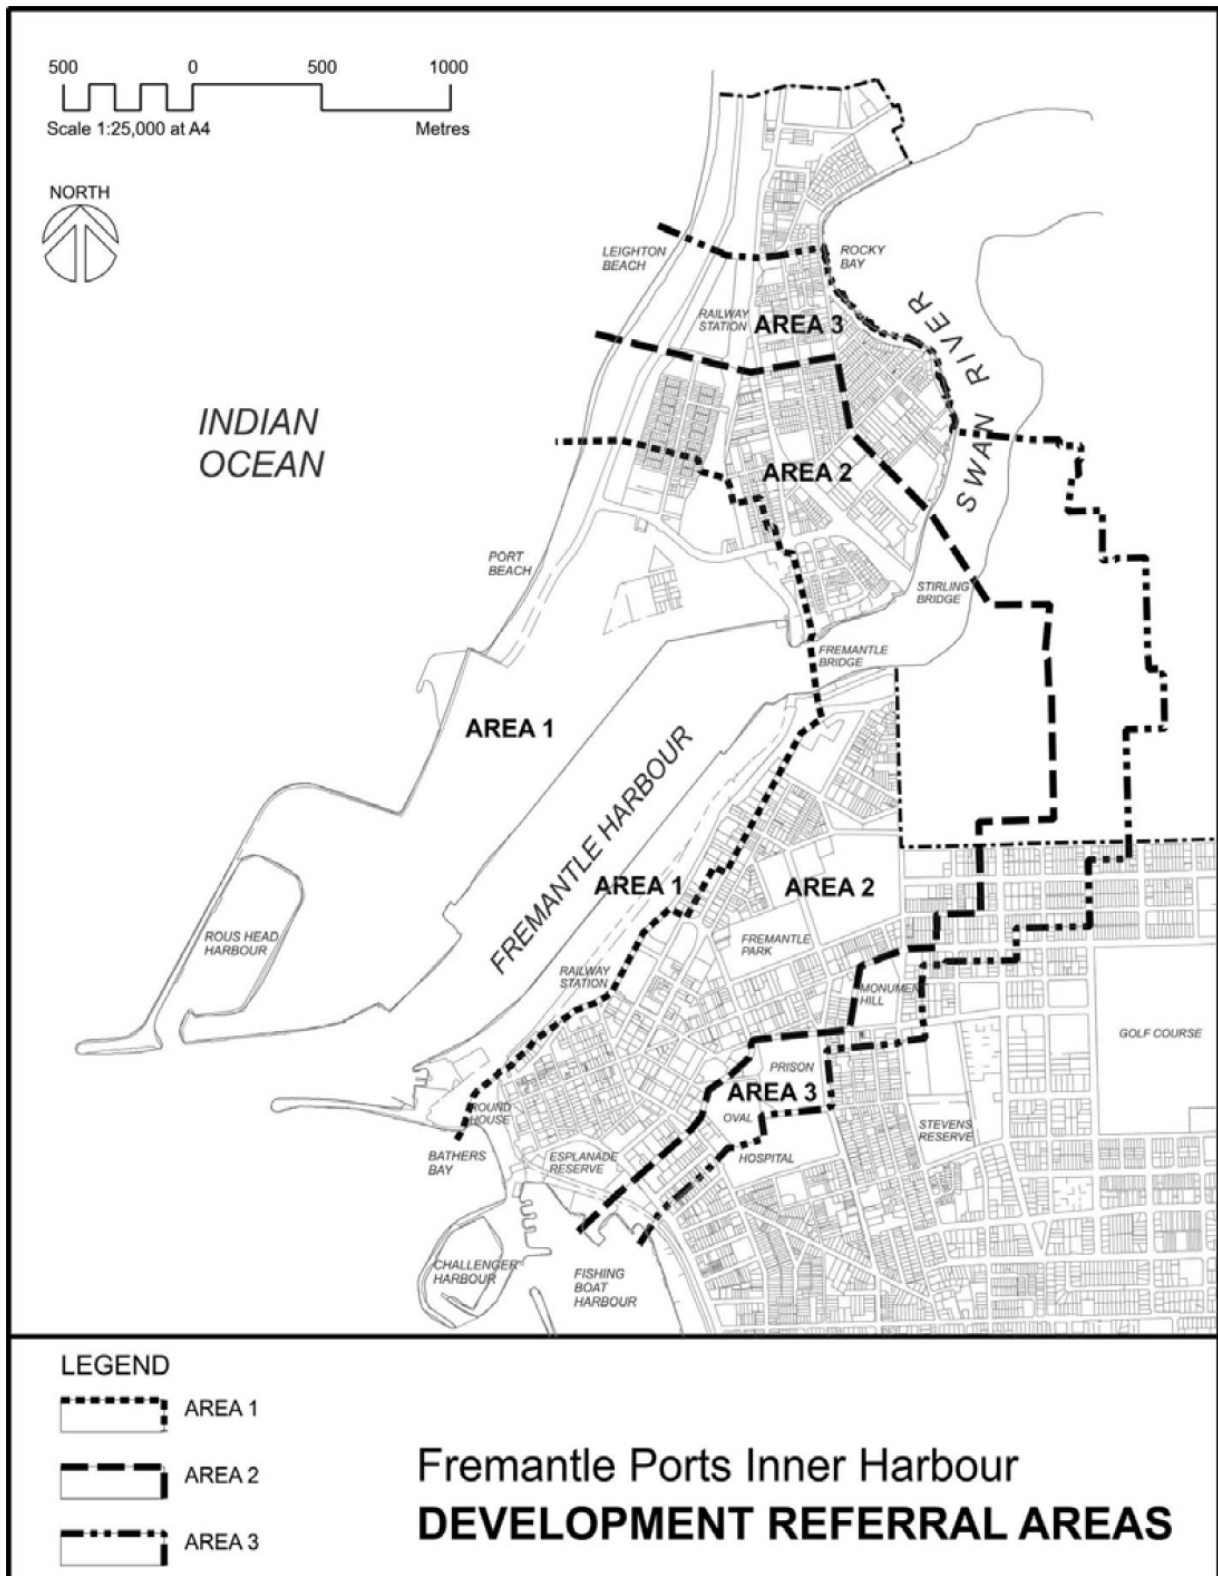 500 0 500 1000
Scale 1:25,000 at A4 Metres
NORTH
LEIGHTON
BEACH
ROCKY
BAY
RAILWAY
STATION
AREA 3
SWAN RIVER
INDIAN
OCEAN
AREA 2
PORT
BEACH
STIRLING
BRIDGE
FREMANTLE
BRIDGE
AREA 1
FREMANTLE HARBOUR
AREA 1
AREA 2
ROUS HEAD
HARBOUR
FREMANTLE
PARK
RAILWAY
STATION
MONUMENT
HILL
GOLF COURSE
PRISON
AREA 3
OVAL
ROUND
HOUSE
STEVENS
RESERVE
BATHERS
BAY
ESPLANADE
RESERVE
HOSPITAL
CHALLENGER
HARBOUR
FISHING
BOAT
HARBOUR
LEGEND
AREA 1
AREA 2
AREA 3
Fremantle Ports Inner Harbour
DEVELOPMENT REFERRAL AREAS